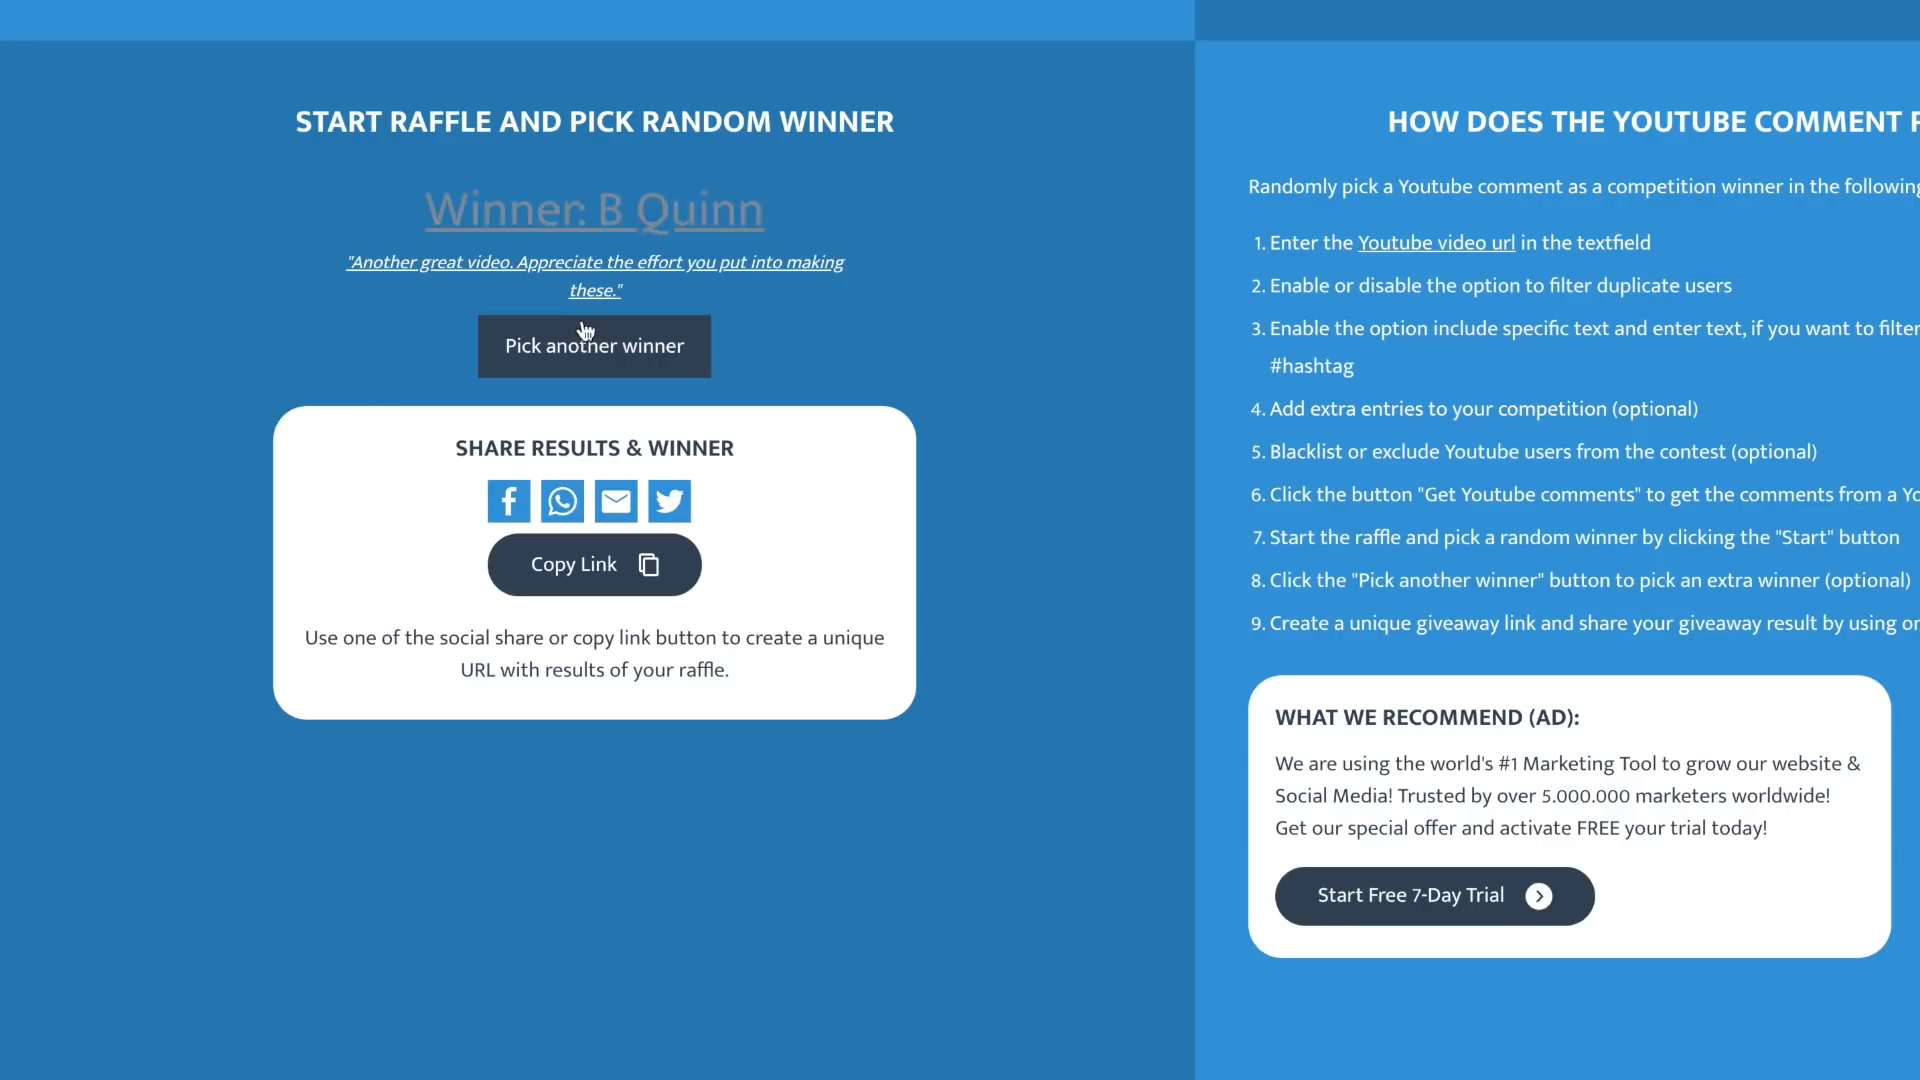 START RAFFLE AND PICK RANDOM WINNER
Winner: B Quinn
"Another great video. Appreciate the effort you put into making
these."
Pick another winner
SHARE RESULTS & WINNER
Copy Link
Use one of the social share or copy link button to create a unique
URL with results of your raffle.
HOW DOES THE YOUTUBE COMMENT
Randomly pick a Youtube comment as a competition winner in the following
1. Enter the Youtube video url in the textfield
2. Enable or disable the option to filter duplicate users
3. Enable the option include specific text and enter text, if you want to filter
#hashtag
4. Add extra entries to your competition (optional)
5. Blacklist or exclude Youtube users from the contest (optional)
6. Click the button "Get Youtube comments" to get the comments from a
7. Start the raffle and pick a random winner by clicking the "Start" button
8. Click the "Pick another winner" button to pick an extra winner (optional)
9. Create a unique giveaway link and share your giveaway result by using
WHAT WE RECOMMEND (AD):
We are using the world's #1 Marketing Tool to grow our website &
Social Media! Trusted by over 5.000.000 marketers worldwide!
Get our special offer and activate FREE your trial today!
Start Free 7-Day Trial